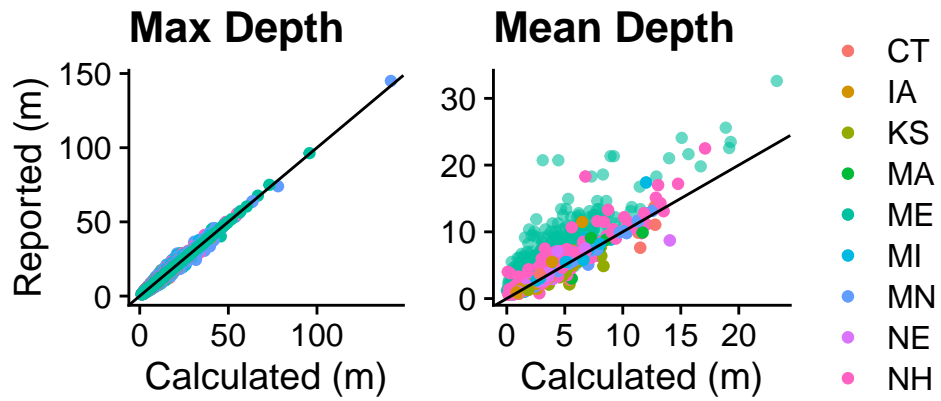 Max Depth
Mean Depth
Reported (m)
150
100
50
0
0
50
100
Calculated (m)
30
20
10
0
0
5
10
15
20
Calculated (m)
CT
IA
KS
MA
ME
MI
MN
NE
NH